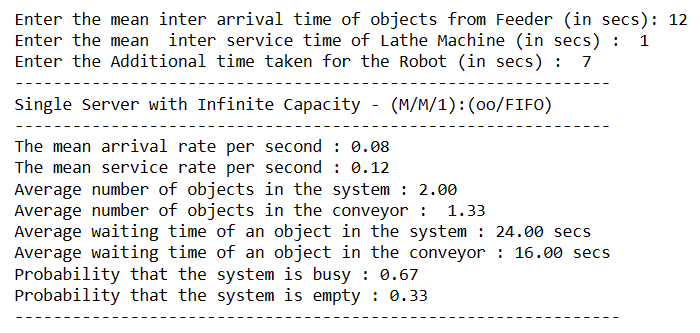 Enter the mean inter arrival time of objects from Feeder (in secs): 12
Enter the mean  inter service time of Lathe Machine (in secs) :  1
Enter the Additional time taken for the Robot (in secs) :  7
--------------------------------------------------------------
Single Server with Infinite Capacity - (M/M/1):(oo/FIFO)
--------------------------------------------------------------
The mean arrival rate per second : 0.08
The mean service rate per second : 0.12
Average number of objects in the system : 2.00
Average number of objects in the conveyor :  1.33
Average waiting time of an object in the system : 24.00 secs
Average waiting time of an object in the conveyor : 16.00 secs
Probability that the system is busy : 0.67
Probability that the system is empty : 0.33
---------------------------------------------------------------